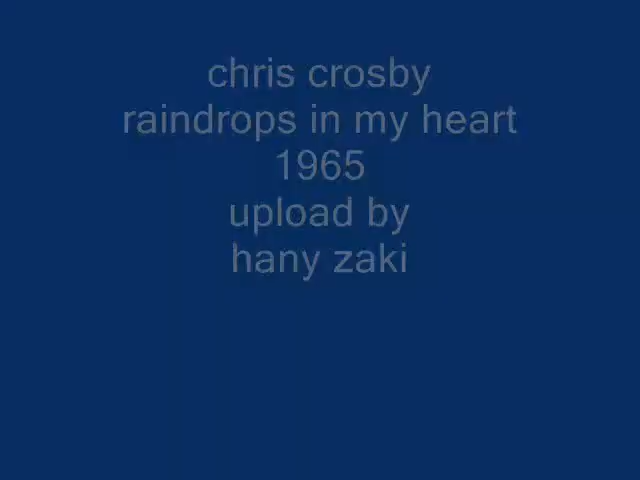 chris crosby
raindrops in my heart
1965
upload by
hany zaki